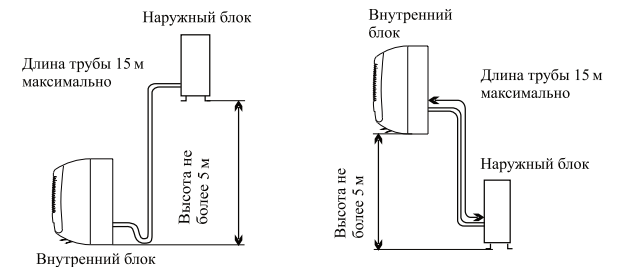 Наружный блок
Длина трубы 15 м
максимально
Высота не
более 5 м
Внутренний блок
Внутренний
блок
Длина трубы 15 м
максимально
Наружный блок
Высота не
более 5 м